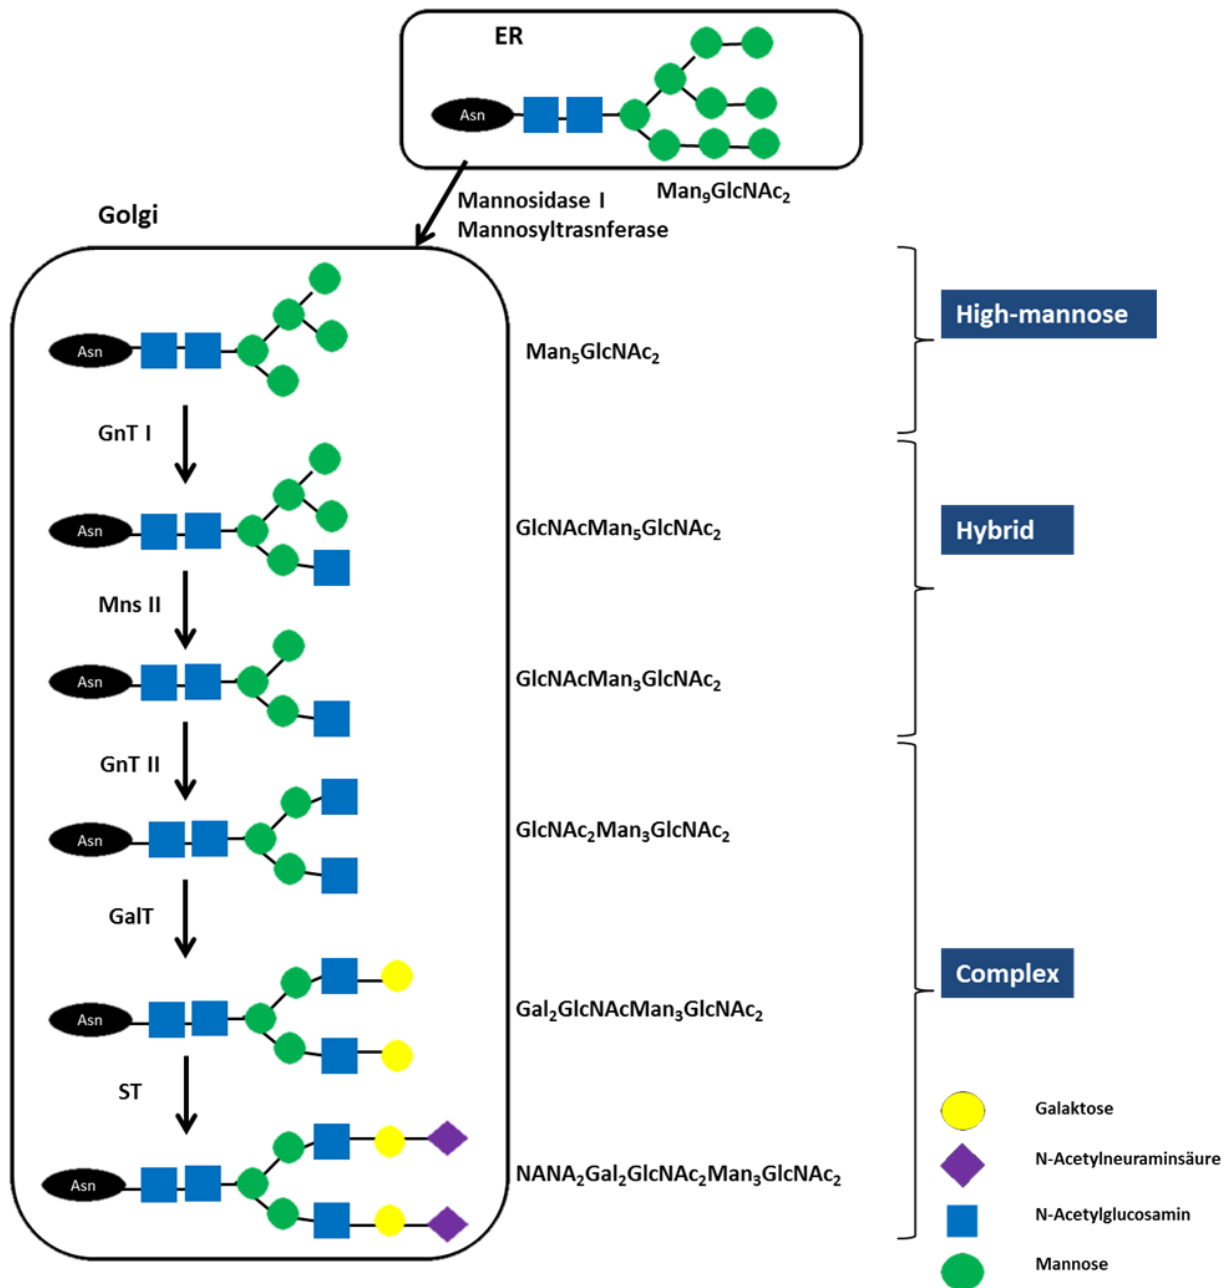 ER
Asn
Man₉GlcNAc₂
Mannosidase I
Mannosyltrasnferase
Golgi
High-mannose
Asn
Man₅GlcNAc₂
GnT I
Asn
GlcNAcMan₅GlcNAc₂
Hybrid
Mns II
Asn
GlcNAcMan₃GlcNAc₂
GnT II
Asn
GlcNAc₂Man₃GlcNAc₂
GalT
Complex
Asn
Gal₂GlcNAcMan₃GlcNAc₂
ST
Asn
NANA₂Gal₂GlcNAc₂Man₃GlcNAc₂
Galaktose
N-Acetylneuraminsäure
N-Acetylglucosamin
Mannose